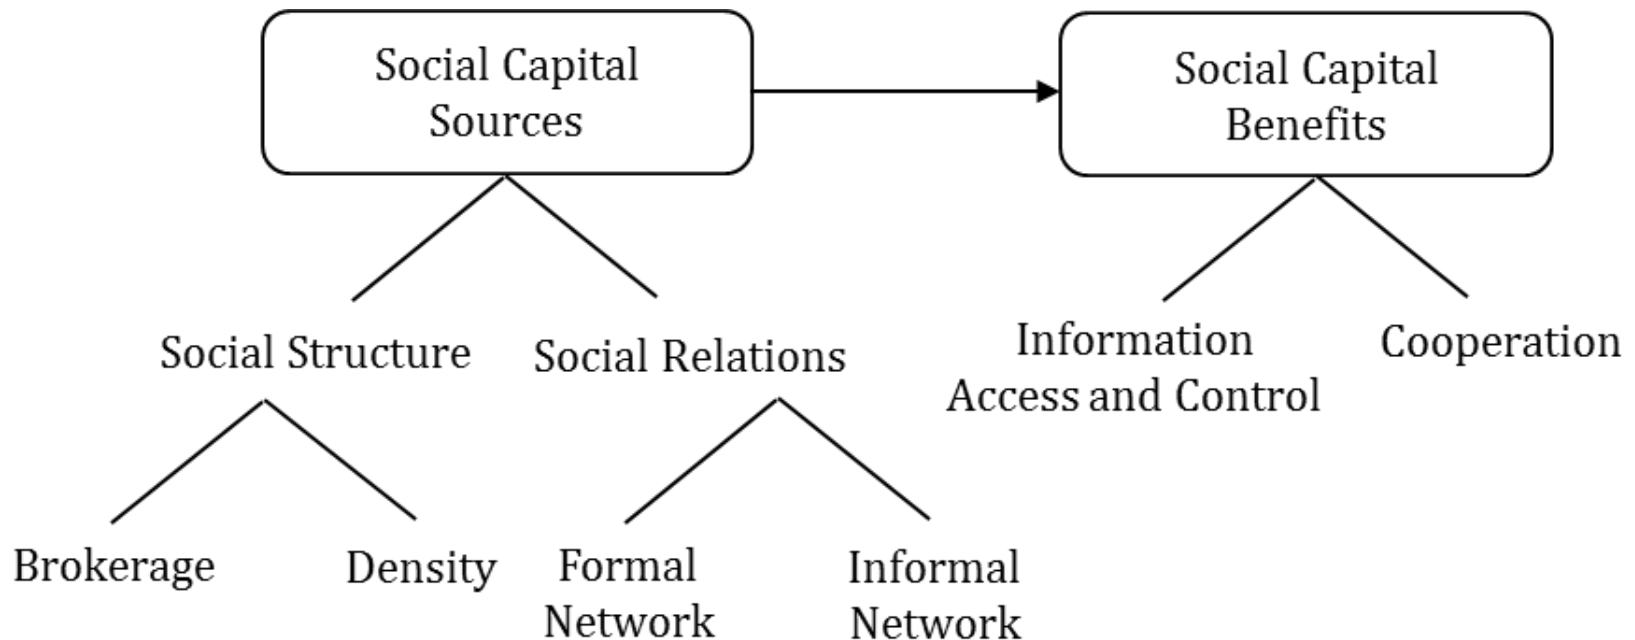 Social Capital
Sources
Social Capital
Benefits
Social Structure
Social Relations
Information
Access and Control
Cooperation
Brokerage
Density
Formal
Network
Informal
Network